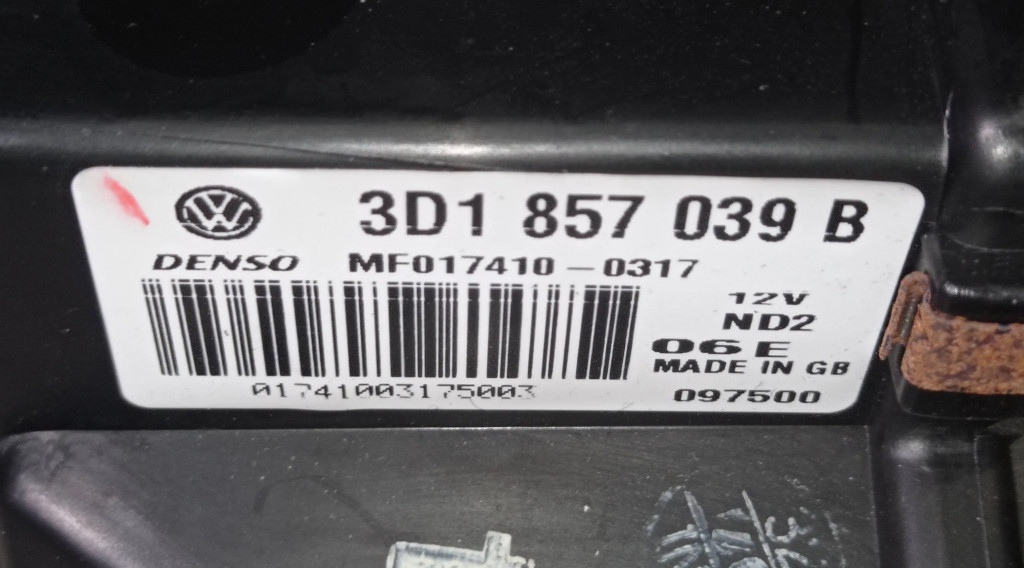 3D1 857 039 B
DENSO MF017410-0317
12V
ND2
06E
MADE IN GB
01741003175003
097500